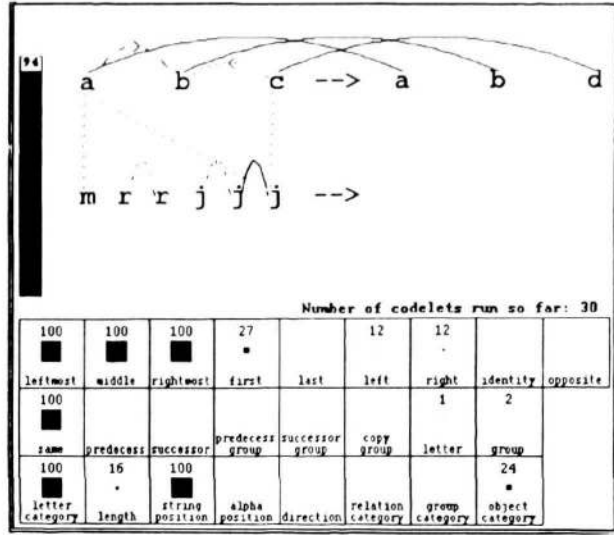 94
a b c --> a b d
m r r j j j -->
Number of codelets run so far: 30
100 100 100 27 12 12
leftmost middle rightmost first last left right identity opposite
100 1 2
same predecess successor predecess group successor group copy group letter group
100 16 100 24
letter category length string position alpha position direction relation category group category object category